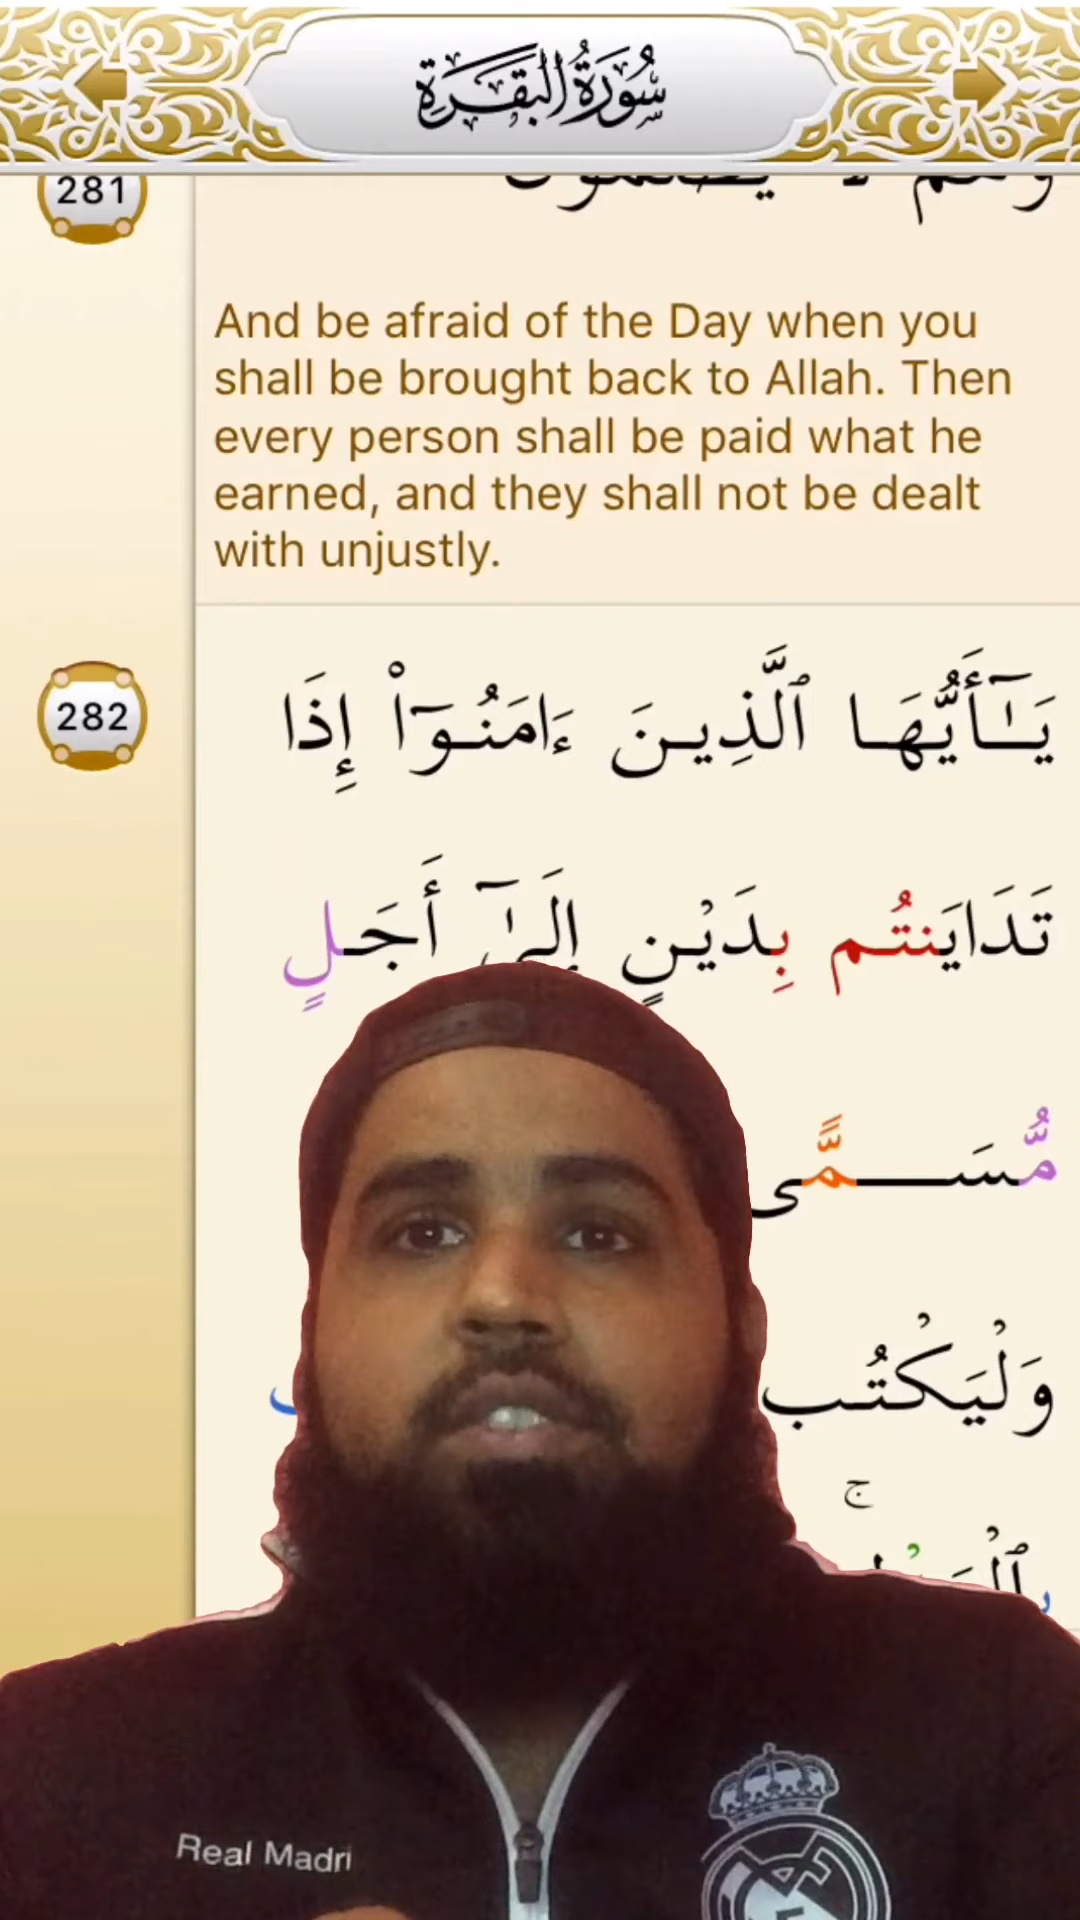 سُورَةُ الْبَقَرَةِ
281
And be afraid of the Day when you
shall be brought back to Allah. Then
every person shall be paid what he
earned, and they shall not be dealt
with unjustly.
282
يَـٰٓأَيُّهَا ٱلَّذِينَ ءَامَنُوٓا۟ إِذَا
تَدَايَنتُم بِدَيْنٍ إِلَىٰٓ أَجَلٍ
مُّسَمًّى
وَلْيَكْتُب
Real Madri